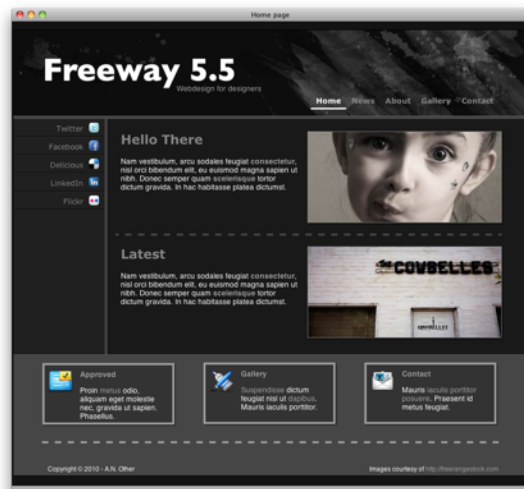 Home page
Freeway 5.5
Webdesign for designers
Home News About Gallery Contact
Twitter
Facebook
Delicious
LinkedIn
Flickr
Hello There
Nam vestibulum, arcu sodales feugiat consectetur,
nisl orci bibendum elit, eu euismod magna sapien ut
nibh. Donec semper quam scelerisque tortor
dictum gravida. In hac habitasse platea dictumst.
Latest
Nam vestibulum, arcu sodales feugiat consectetur,
nisl orci bibendum elit, eu euismod magna sapien ut
nibh. Donec semper quam scelerisque tortor
dictum gravida. In hac habitasse platea dictumst.
the COWBELLES
COWBELLES
Approved
Proin metus odio,
aliquam eget molestie
nec, gravida ut sapien.
Phasellus.
Gallery
Suspendisse dictum
feugiat nisl ut dapibus.
Mauris iaculis porttitor.
Contact
Mauris iaculis porttitor
posuere. Praesent id
metus feugiat.
Copyright © 2010 - A.N. Other
Images courtesy of http://freerangestock.com